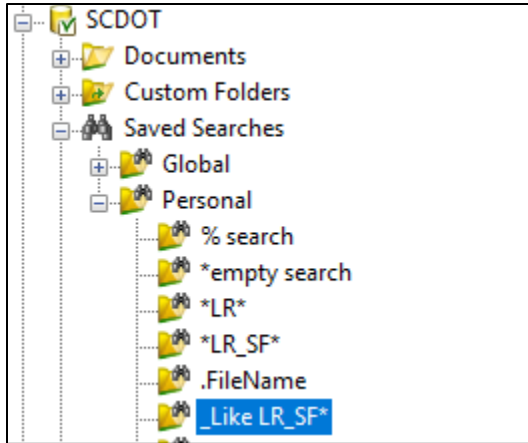 SCDOT
Documents
Custom Folders
Saved Searches
Global
Personal
% search
*empty search
*LR*
*LR_SF*
.FileName
_Like LR_SF*